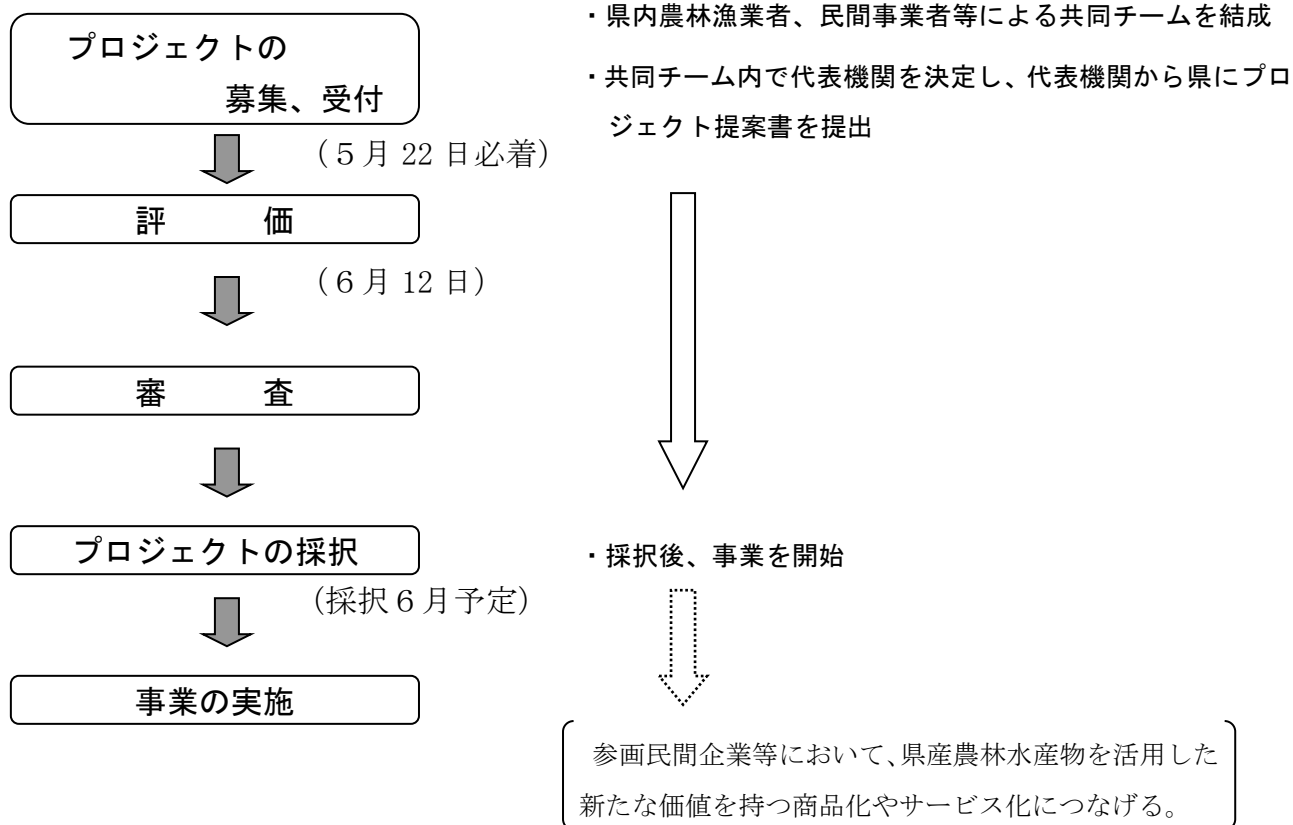 プロジェクトの
募集、受付
・県内農林漁業者、民間事業者等による共同チームを結成
・共同チーム内で代表機関を決定し、代表機関から県にプロ
ジェクト提案書を提出
（５月 22 日必着）
評　　価
（６月 12 日）
審　　査
プロジェクトの採択
・採択後、事業を開始
（採択６月予定）
事業の実施
参画民間企業等において、県産農林水産物を活用した
新たな価値を持つ商品化やサービス化につなげる。